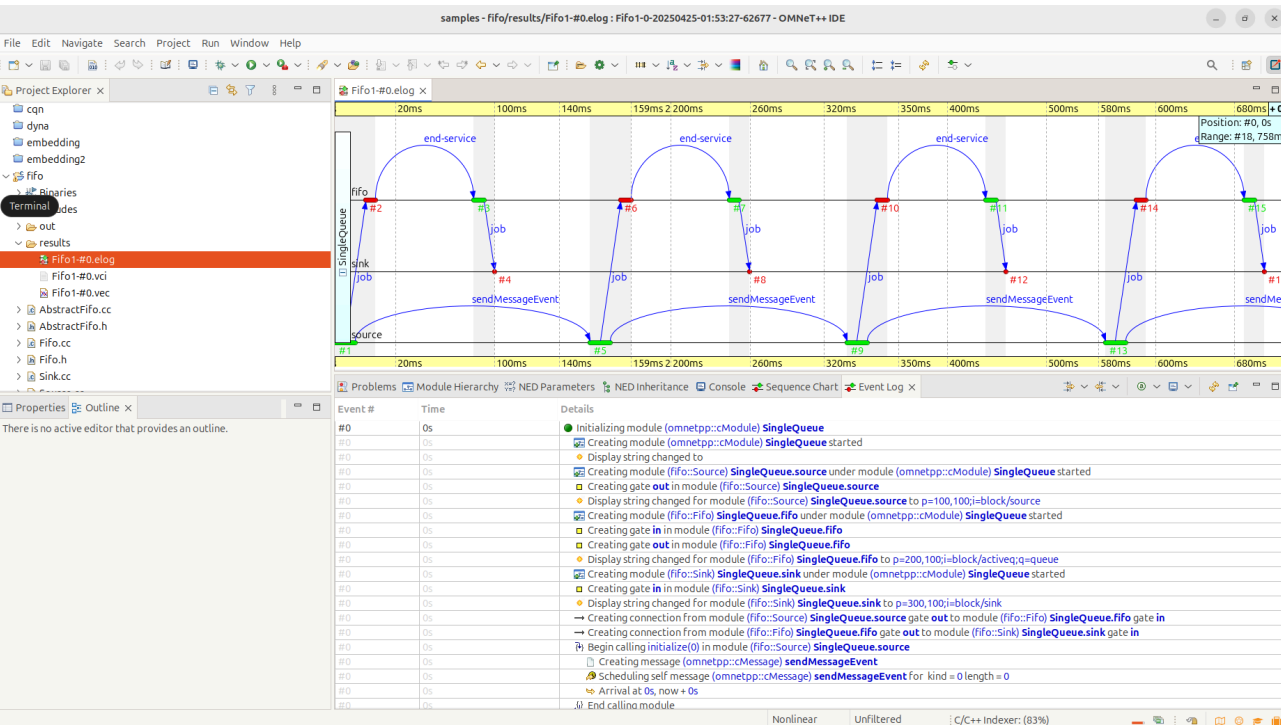 samples - fifo/results/Fifo1-#0.elog : Fifo1-0-20250425-01:53:27-62677 - OMNeT++ IDE
File Edit Navigate Search Project Run Window Help
Project Explorer
cqn
dyna
embedding
embedding2
fifo
Binaries
Terminal
out
results
Fifo1-#0.elog
Fifo1-#0.vci
Fifo1-#0.vec
AbstractFifo.cc
AbstractFifo.h
Fifo.cc
Fifo.h
Sink.cc
Properties Outline
There is no active editor that provides an outline.
Fifo1-#0.elog
20ms 100ms 140ms 159ms 2 200ms 260ms 320ms 350ms 400ms 500ms 580ms 600ms 680ms
Position: #0, 0s
Range: #18, 758m
end-service end-service end-service
SingleQueue
fifo
#2 #3 #6 #7 #10 #11 #14 #15
job job job job
sink
#4 #8 #12 #1
job job job job
sendMessageEvent sendMessageEvent sendMessageEvent sendMe
source
#1 #5 #9 #13
20ms 100ms 140ms 159ms 2 200ms 260ms 320ms 350ms 400ms 500ms 580ms 600ms 680ms
Problems Module Hierarchy NED Parameters NED Inheritance Console Sequence Chart Event Log
Event # Time Details
#0 0s Initializing module (omnetpp::cModule) SingleQueue
#0 0s Creating module (omnetpp::cModule) SingleQueue started
#0 0s Display string changed to
#0 0s Creating module (fifo::Source) SingleQueue.source under module (omnetpp::cModule) SingleQueue started
#0 0s Creating gate out in module (fifo::Source) SingleQueue.source
#0 0s Display string changed for module (fifo::Source) SingleQueue.source to p=100,100;i=block/source
#0 0s Creating module (fifo::Fifo) SingleQueue.fifo under module (omnetpp::cModule) SingleQueue started
#0 0s Creating gate in in module (fifo::Fifo) SingleQueue.fifo
#0 0s Creating gate out in module (fifo::Fifo) SingleQueue.fifo
#0 0s Display string changed for module (fifo::Fifo) SingleQueue.fifo to p=200,100;i=block/activeq;q=queue
#0 0s Creating module (fifo::Sink) SingleQueue.sink under module (omnetpp::cModule) SingleQueue started
#0 0s Creating gate in in module (fifo::Sink) SingleQueue.sink
#0 0s Display string changed for module (fifo::Sink) SingleQueue.sink to p=300,100;i=block/sink
#0 0s Creating connection from module (fifo::Source) SingleQueue.source gate out to module (fifo::Fifo) SingleQueue.fifo gate in
#0 0s Creating connection from module (fifo::Fifo) SingleQueue.fifo gate out to module (fifo::Sink) SingleQueue.sink gate in
#0 0s Begin calling initialize(0) in module (fifo::Source) SingleQueue.source
#0 0s Creating message (omnetpp::cMessage) sendMessageEvent
#0 0s Scheduling self message (omnetpp::cMessage) sendMessageEvent for kind = 0 length = 0
#0 0s Arrival at 0s, now + 0s
#0 0s End calling module
Nonlinear Unfiltered C/C++ Indexer: (83%)